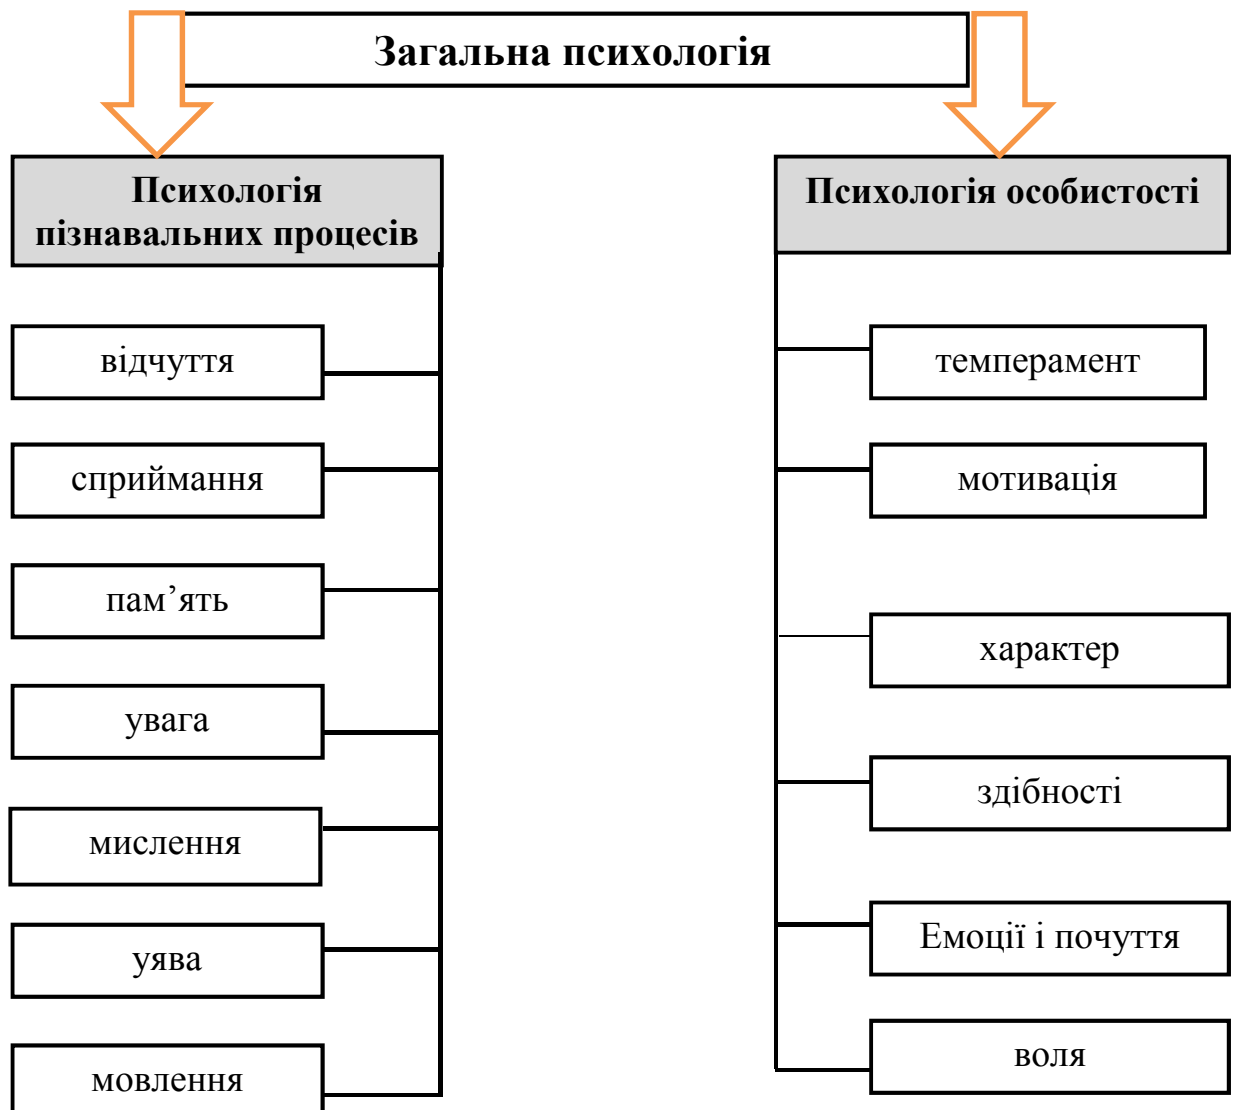 Загальна психологія
Психологія
пізнавальних процесів
відчуття
сприймання
пам’ять
увага
мислення
уява
мовлення
Психологія особистості
темперамент
мотивація
характер
здібності
Емоції і почуття
воля